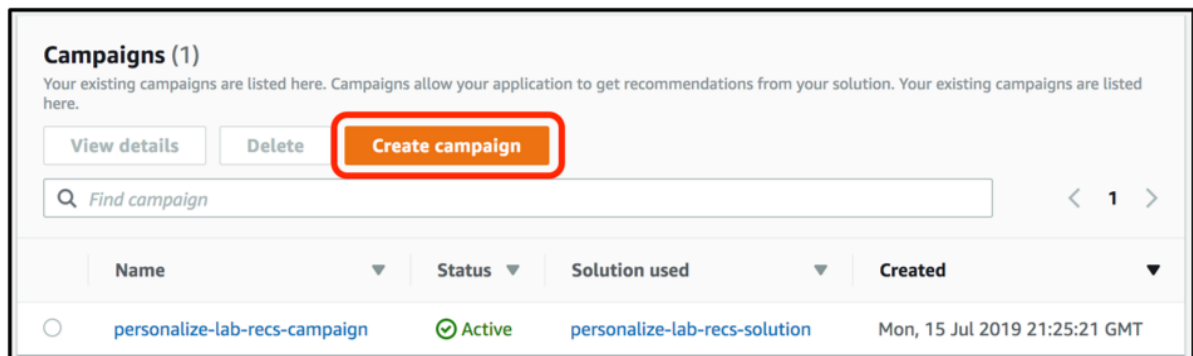 Campaigns (1)
Your existing campaigns are listed here. Campaigns allow your application to get recommendations from your solution. Your existing campaigns are listed
here.
View details Delete Create campaign
Find campaign 1
Name Status Solution used Created
personalize-lab-recs-campaign Active personalize-lab-recs-solution Mon, 15 Jul 2019 21:25:21 GMT